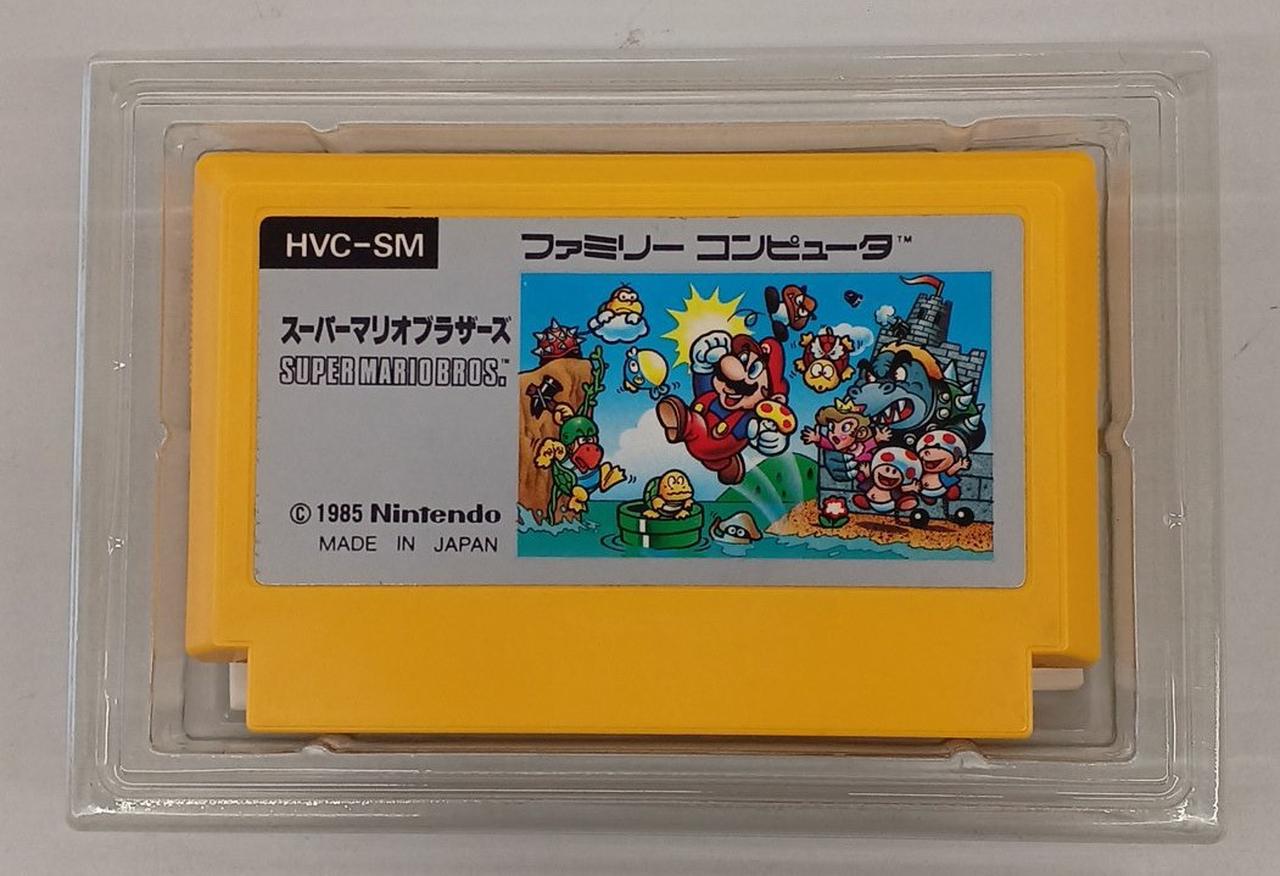 HVC-SM
ファミリー コンピュータ™
スーパーマリオブラザーズ
SUPER MARIO BROS.™
© 1985 Nintendo
MADE IN JAPAN